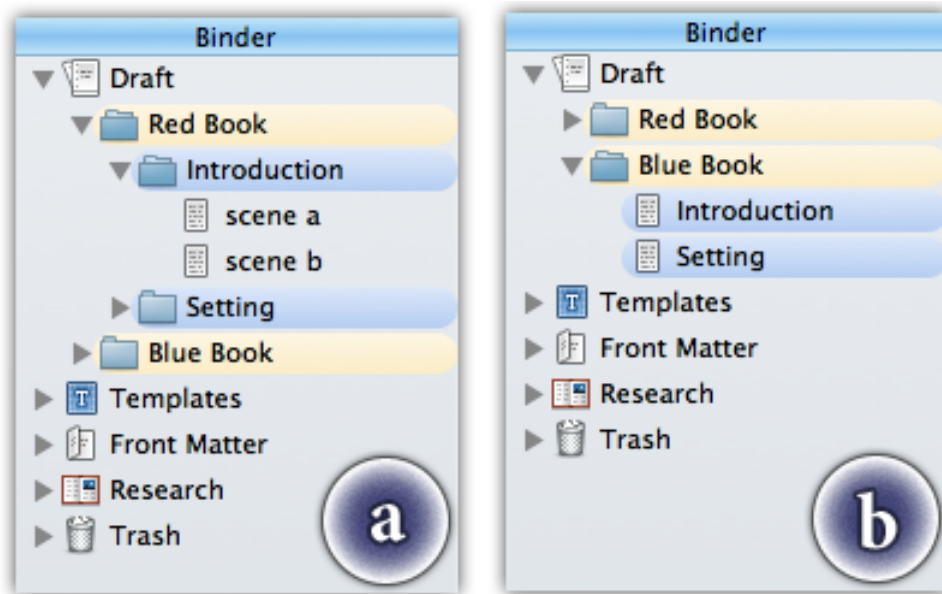 Binder
Draft
Red Book
Introduction
scene a
scene b
Setting
Blue Book
Templates
Front Matter
Research
Trash
a
Binder
Draft
Red Book
Blue Book
Introduction
Setting
Templates
Front Matter
Research
Trash
b